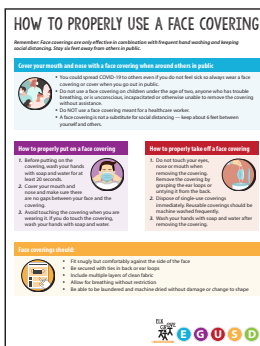 HOW TO PROPERLY USE A FACE COVERING
Remember: Face coverings are only effective in combination with frequent hand washing and keeping
social distancing. Stay six feet away from others in public.
Cover your mouth and nose with a face covering when around others in public
• You could spread COVID-19 to others even if you do not feel sick so always wear a face
covering or cover when you go out in public.
• Do not use a face covering on children under the age of two, anyone who has trouble
breathing, or is unconscious, incapacitated or otherwise unable to remove the covering
without assistance.
• Do NOT use a face covering meant for a healthcare worker.
• A face covering is not a substitute for social distancing — keep about 6 feet between
yourself and others.
How to properly put on a face covering
1. Before putting on the
covering, wash your hands
with soap and water for at
least 20 seconds.
2. Cover your mouth and
nose and make sure there
are no gaps between your face and the
covering.
3. Avoid touching the covering when you are
wearing it. If you do touch the covering,
wash your hands with soap and water.
How to properly take off a face covering
1. Do not touch your eyes,
nose or mouth when
removing the covering.
Remove the covering by
grasping the ear loops or
untying it from the back.
2. Dispose of single-use coverings
immediately. Reusable coverings should be
machine washed frequently.
3. Wash your hands with soap and water after
removing the covering.
Face coverings should:
• Fit snugly but comfortably against the side of the face
• Be secured with ties in back or ear loops
• Include multiple layers of clean fabric
• Allow for breathing without restriction
• Be able to be laundered and machine dried without damage or change to shape
ELK GROVE
E G U S D